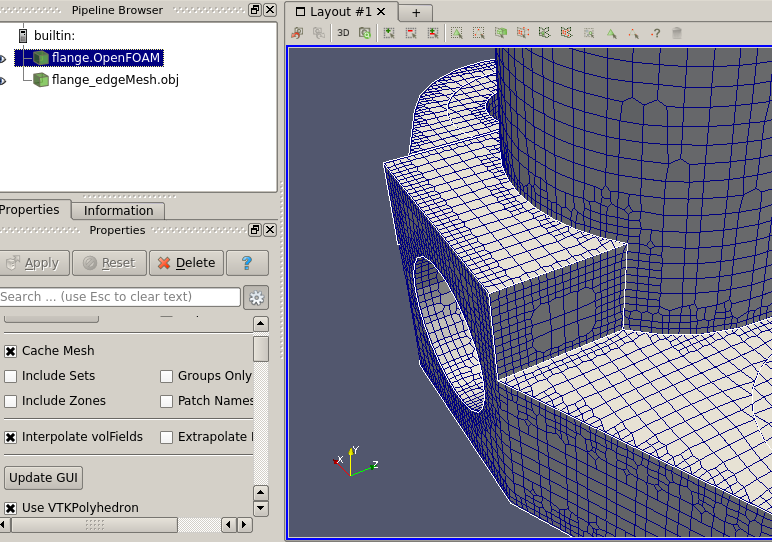 Pipeline Browser
Layout #1
+
builtin:
3D
flange.OpenFOAM
flange_edgeMesh.obj
Properties
Information
Properties
Apply
Reset
Delete
?
Search ... (use Esc to clear text)
Cache Mesh
Include Sets
Groups Only
Include Zones
Patch Names
Interpolate volFields
Extrapolate
Update GUI
Use VTKPolyhedron
X
Y
Z